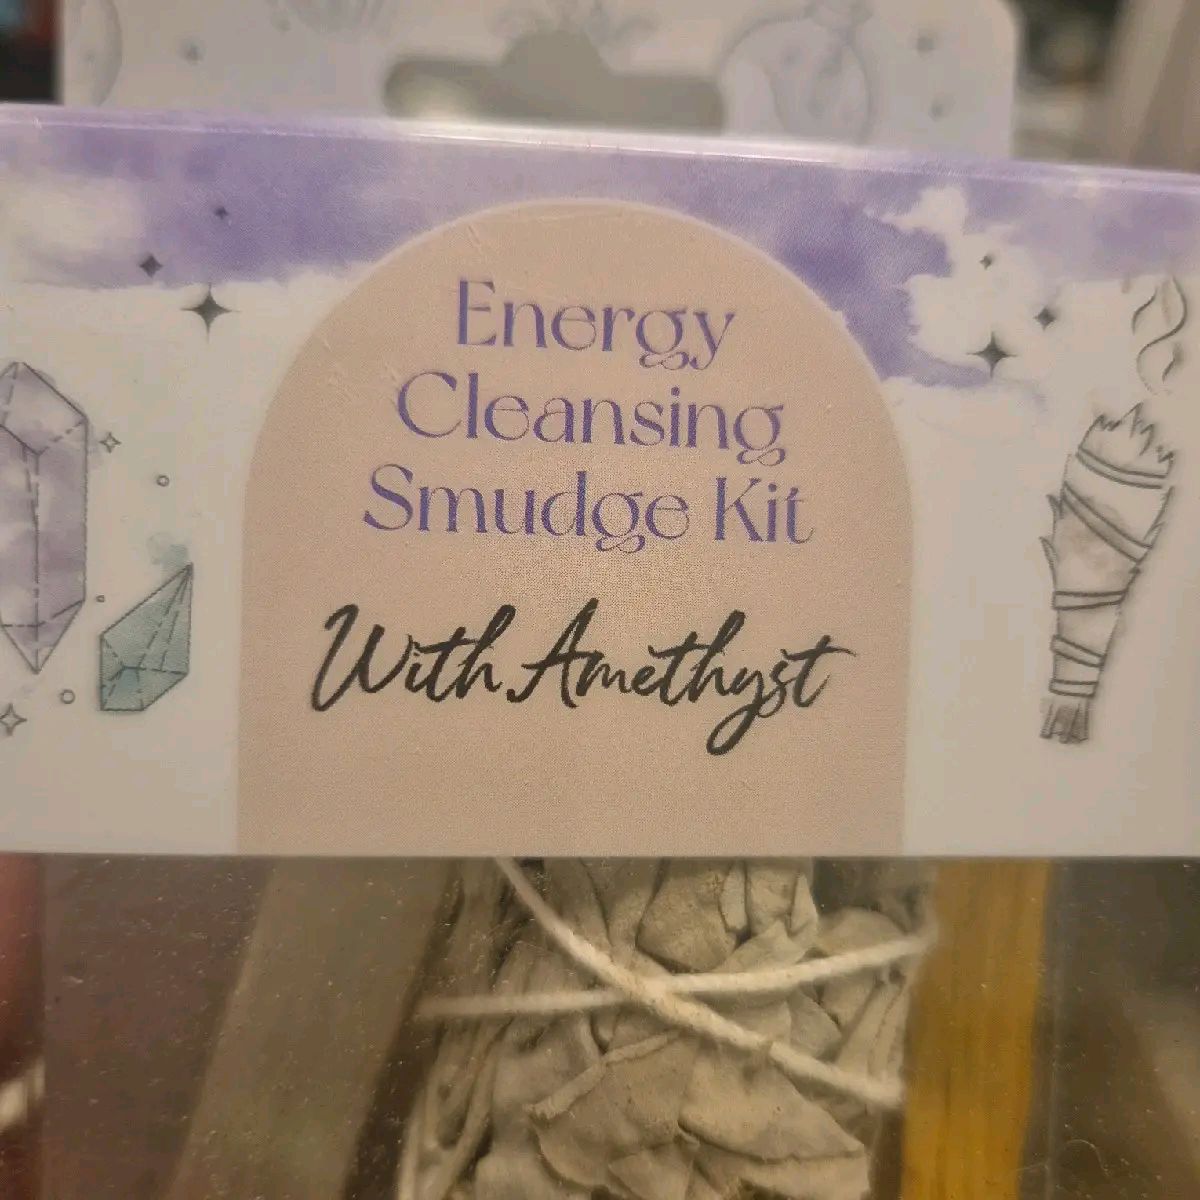 Energy
Cleansing
Smudge Kit
With Amethyst